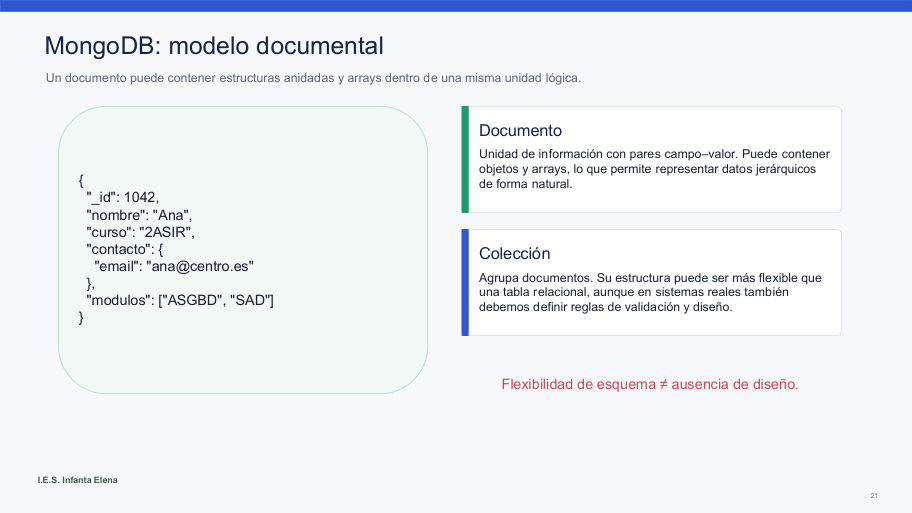 MongoDB: modelo documental
Un documento puede contener estructuras anidadas y arrays dentro de una misma unidad lógica.
{
  "_id": 1042,
  "nombre": "Ana",
  "curso": "2ASIR",
  "contacto": {
    "email": "ana@centro.es"
  },
  "modulos": ["ASGBD", "SAD"]
}
Documento
Unidad de información con pares campo–valor. Puede contener
objetos y arrays, lo que permite representar datos jerárquicos
de forma natural.
Colección
Agrupa documentos. Su estructura puede ser más flexible que
una tabla relacional, aunque en sistemas reales también
debemos definir reglas de validación y diseño.
Flexibilidad de esquema ≠ ausencia de diseño.
I.E.S. Infanta Elena
21